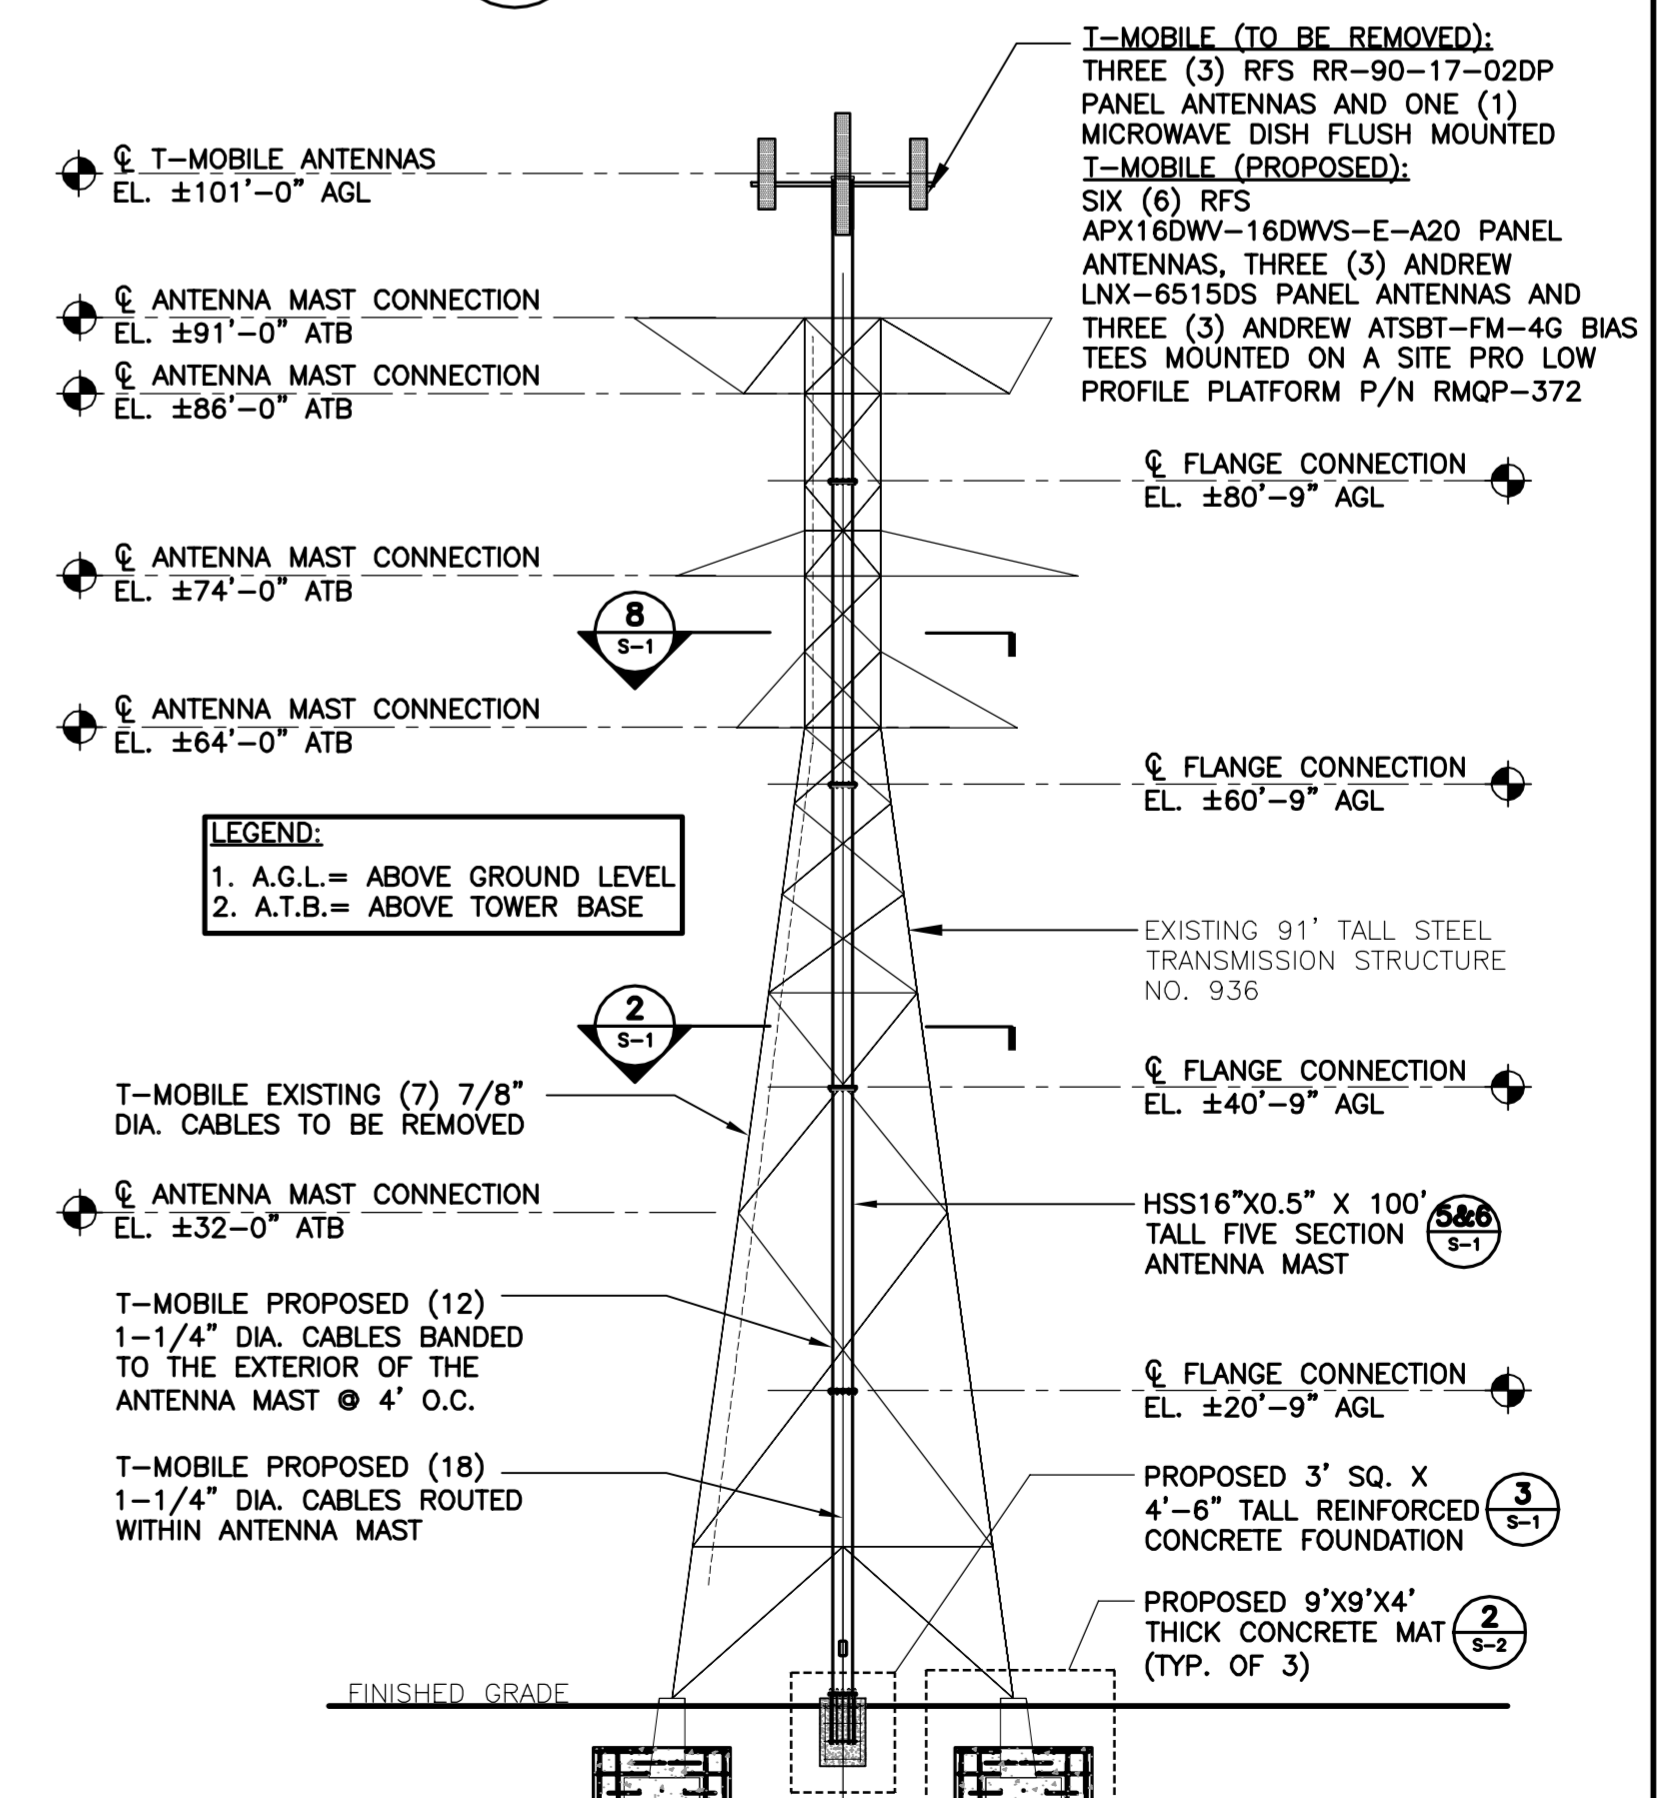 T-MOBILE (TO BE REMOVED):
THREE (3) RFS RR-90-17-02DP
PANEL ANTENNAS AND ONE (1)
MICROWAVE DISH FLUSH MOUNTED
T-MOBILE (PROPOSED):
SIX (6) RFS
APX16DWV-16DWVS-E-A20 PANEL
ANTENNAS, THREE (3) ANDREW
LNX-6515DS PANEL ANTENNAS AND
THREE (3) ANDREW ATSBT-FM-4G BIAS
TEES MOUNTED ON A SITE PRO LOW
PROFILE PLATFORM P/N RMQP-372
℄ T-MOBILE ANTENNAS
EL. ±101'-0" AGL
℄ ANTENNA MAST CONNECTION
EL. ±91'-0" ATB
℄ ANTENNA MAST CONNECTION
EL. ±86'-0" ATB
℄ FLANGE CONNECTION
EL. ±80'-9" AGL
℄ ANTENNA MAST CONNECTION
EL. ±74'-0" ATB
8
S-1
℄ ANTENNA MAST CONNECTION
EL. ±64'-0" ATB
℄ FLANGE CONNECTION
EL. ±60'-9" AGL
LEGEND:
1. A.G.L.= ABOVE GROUND LEVEL
2. A.T.B.= ABOVE TOWER BASE
EXISTING 91' TALL STEEL
TRANSMISSION STRUCTURE
NO. 936
2
S-1
℄ FLANGE CONNECTION
EL. ±40'-9" AGL
T-MOBILE EXISTING (7) 7/8"
DIA. CABLES TO BE REMOVED
℄ ANTENNA MAST CONNECTION
EL. ±32-0" ATB
HSS16"X0.5" X 100'
TALL FIVE SECTION
ANTENNA MAST
5&6
S-1
T-MOBILE PROPOSED (12)
1-1/4" DIA. CABLES BANDED
TO THE EXTERIOR OF THE
ANTENNA MAST @ 4' O.C.
℄ FLANGE CONNECTION
EL. ±20'-9" AGL
T-MOBILE PROPOSED (18)
1-1/4" DIA. CABLES ROUTED
WITHIN ANTENNA MAST
PROPOSED 3' SQ. X
4'-6" TALL REINFORCED
CONCRETE FOUNDATION
3
S-1
PROPOSED 9'X9'X4'
THICK CONCRETE MAT
(TYP. OF 3)
2
S-2
FINISHED GRADE